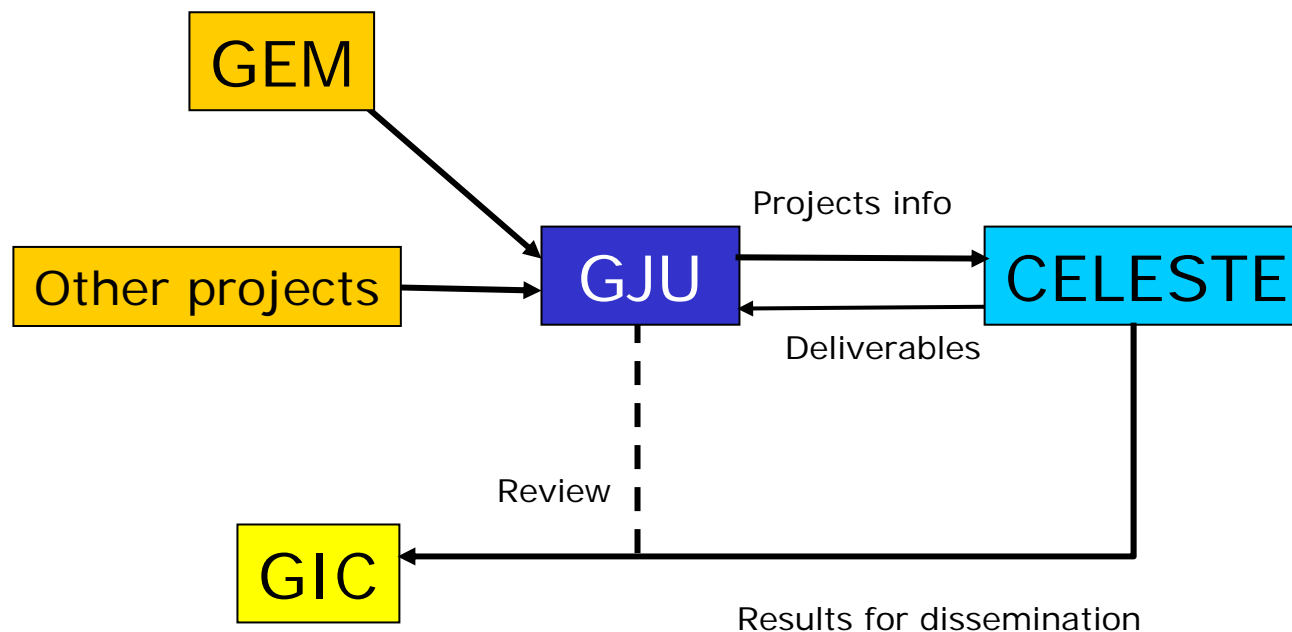 GEM
Projects info
Other projects
GJU
CELESTE
Deliverables
Review
GIC
Results for dissemination